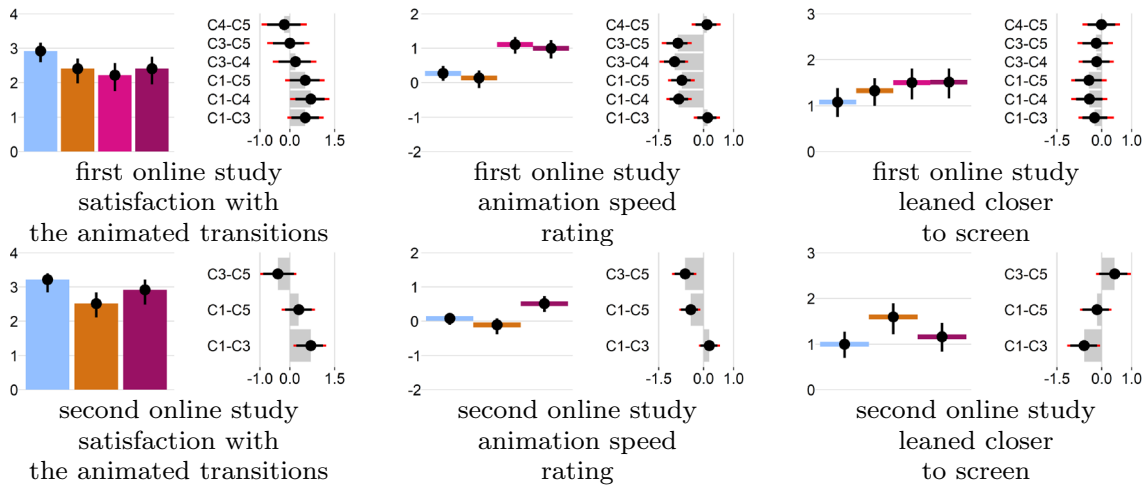 4
3
2
1
0
C4-C5
C3-C5
C3-C4
C1-C5
C1-C4
C1-C3
-1.0 0.0 1.5
first online study
satisfaction with
the animated transitions
2
0
-2
C4-C5
C3-C5
C3-C4
C1-C5
C1-C4
C1-C3
-1.5 0.0 1.0
first online study
animation speed
rating
3
2
1
0
C4-C5
C3-C5
C3-C4
C1-C5
C1-C4
C1-C3
-1.5 0.0 1.0
first online study
leaned closer
to screen
4
3
2
1
0
C3-C5
C1-C5
C1-C3
-1.0 0.0 1.5
second online study
satisfaction with
the animated transitions
2
0
-2
C3-C5
C1-C5
C1-C3
-1.5 0.0 1.0
second online study
animation speed
rating
3
2
1
0
C3-C5
C1-C5
C1-C3
-1.5 0.0 1.0
second online study
leaned closer
to screen